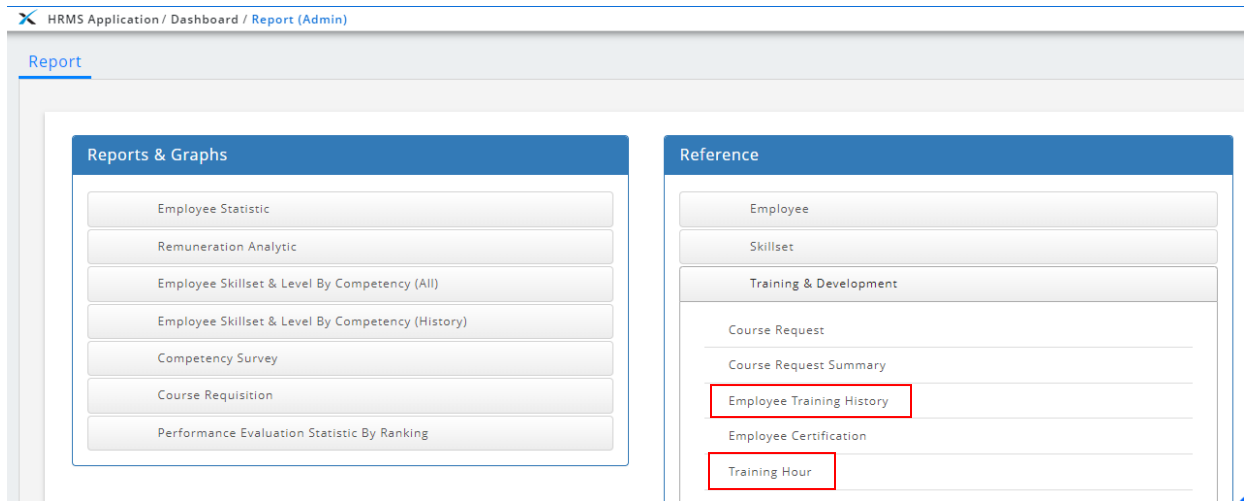 HRMS Application / Dashboard / Report (Admin)
Report
Reports & Graphs
Employee Statistic
Remuneration Analytic
Employee Skillset & Level By Competency (All)
Employee Skillset & Level By Competency (History)
Competency Survey
Course Requisition
Performance Evaluation Statistic By Ranking
Reference
Employee
Skillset
Training & Development
Course Request
Course Request Summary
Employee Training History
Employee Certification
Training Hour